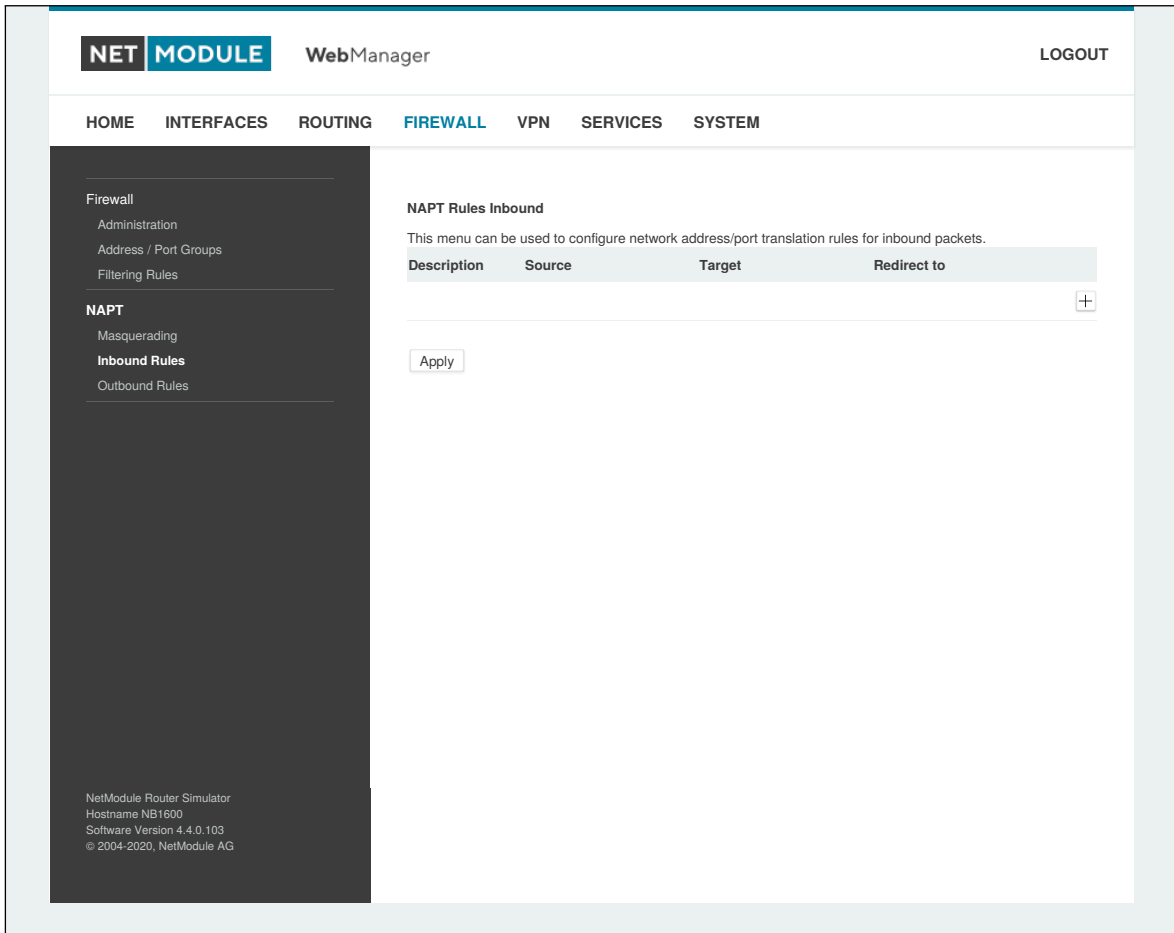 NET MODULE WebManager LOGOUT
HOME INTERFACES ROUTING FIREWALL VPN SERVICES SYSTEM
Firewall
Administration
Address / Port Groups
Filtering Rules
NAPT
Masquerading
Inbound Rules
Outbound Rules
NAPT Rules Inbound
This menu can be used to configure network address/port translation rules for inbound packets.
Description Source Target Redirect to
Apply
NetModule Router Simulator
Hostname NB1600
Software Version 4.4.0.103
© 2004-2020, NetModule AG